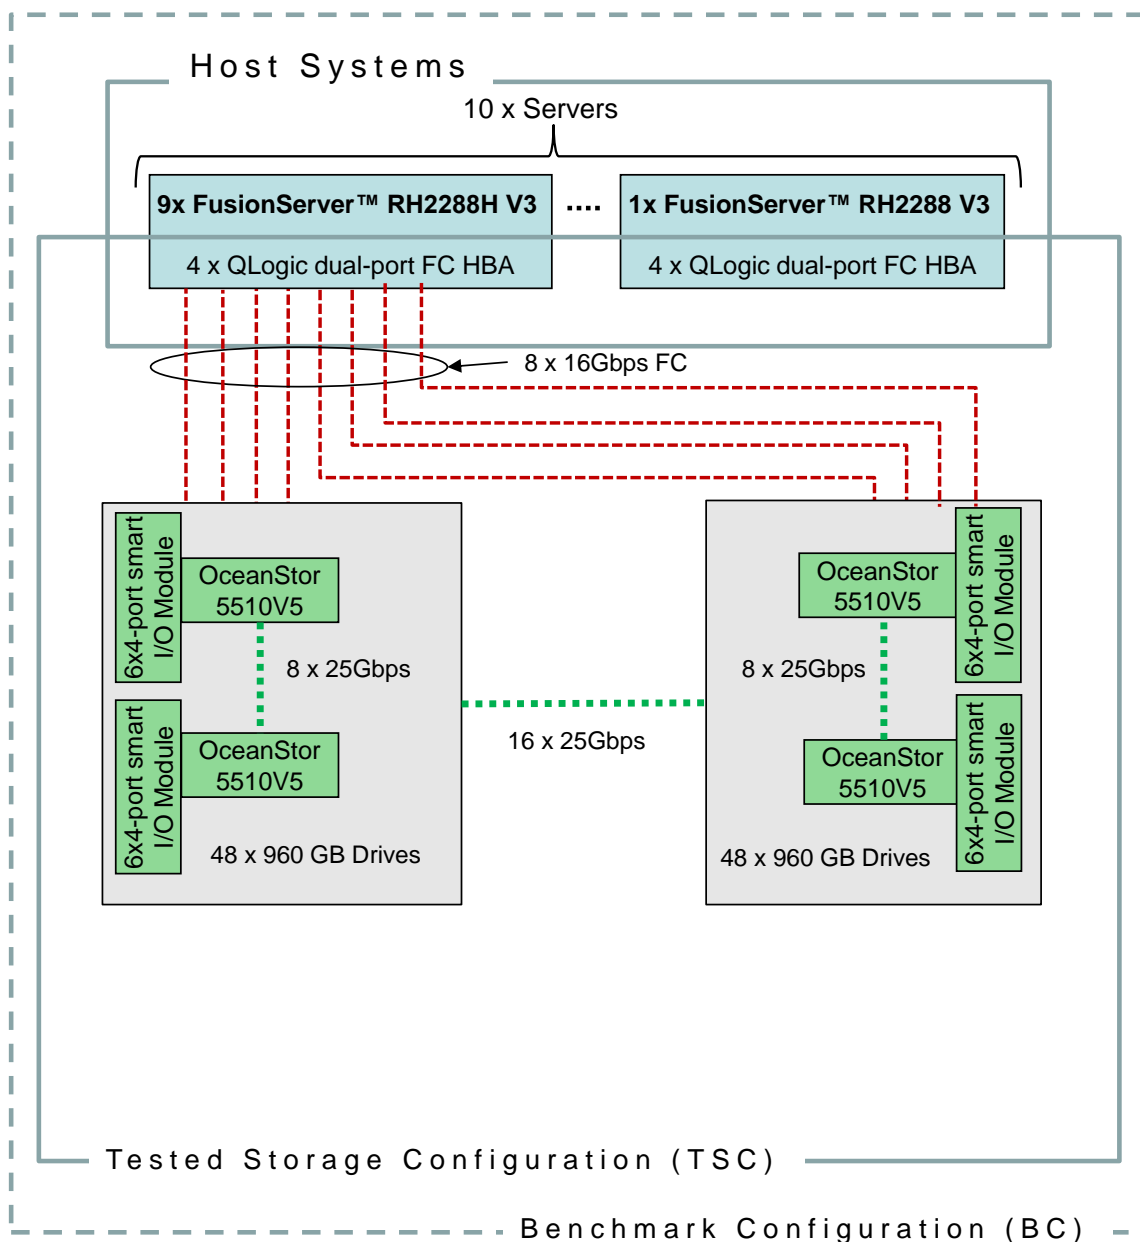 Host Systems
10 x Servers
9x FusionServer™ RH2288H V3
....
1x FusionServer™ RH2288 V3
4 x QLogic dual-port FC HBA
4 x QLogic dual-port FC HBA
8 x 16Gbps FC
6x4-port smart
I/O Module
OceanStor
5510V5
8 x 25Gbps
6x4-port smart
I/O Module
OceanStor
5510V5
48 x 960 GB Drives
16 x 25Gbps
OceanStor
5510V5
6x4-port smart
I/O Module
8 x 25Gbps
OceanStor
5510V5
6x4-port smart
I/O Module
48 x 960 GB Drives
Tested Storage Configuration (TSC)
Benchmark Configuration (BC)